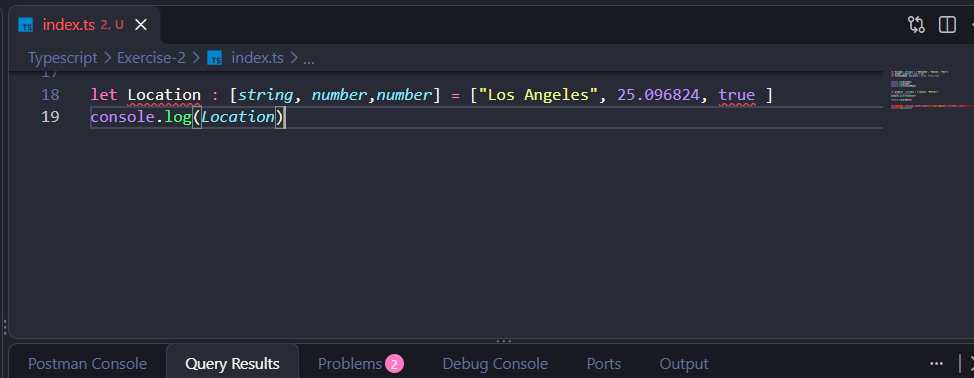 TS index.ts 2, U
Typescript > Exercise-2 > TS index.ts > ...
17
18 let Location : [string, number,number] = ["Los Angeles", 25.096824, true ]
19 console.log(Location)
Postman Console Query Results Problems 2 Debug Console Ports Output